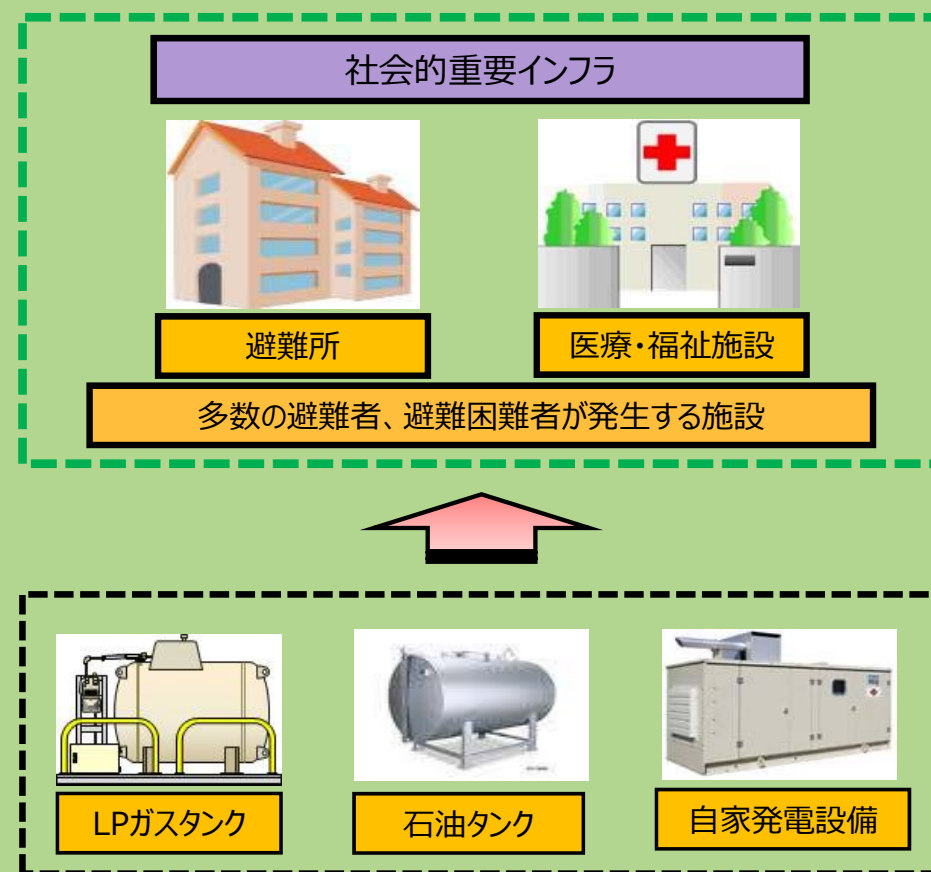 社会的重要インフラ
避難所
医療・福祉施設
多数の避難者、避難困難者が発生する施設
LPガスタンク
石油タンク
自家発電設備